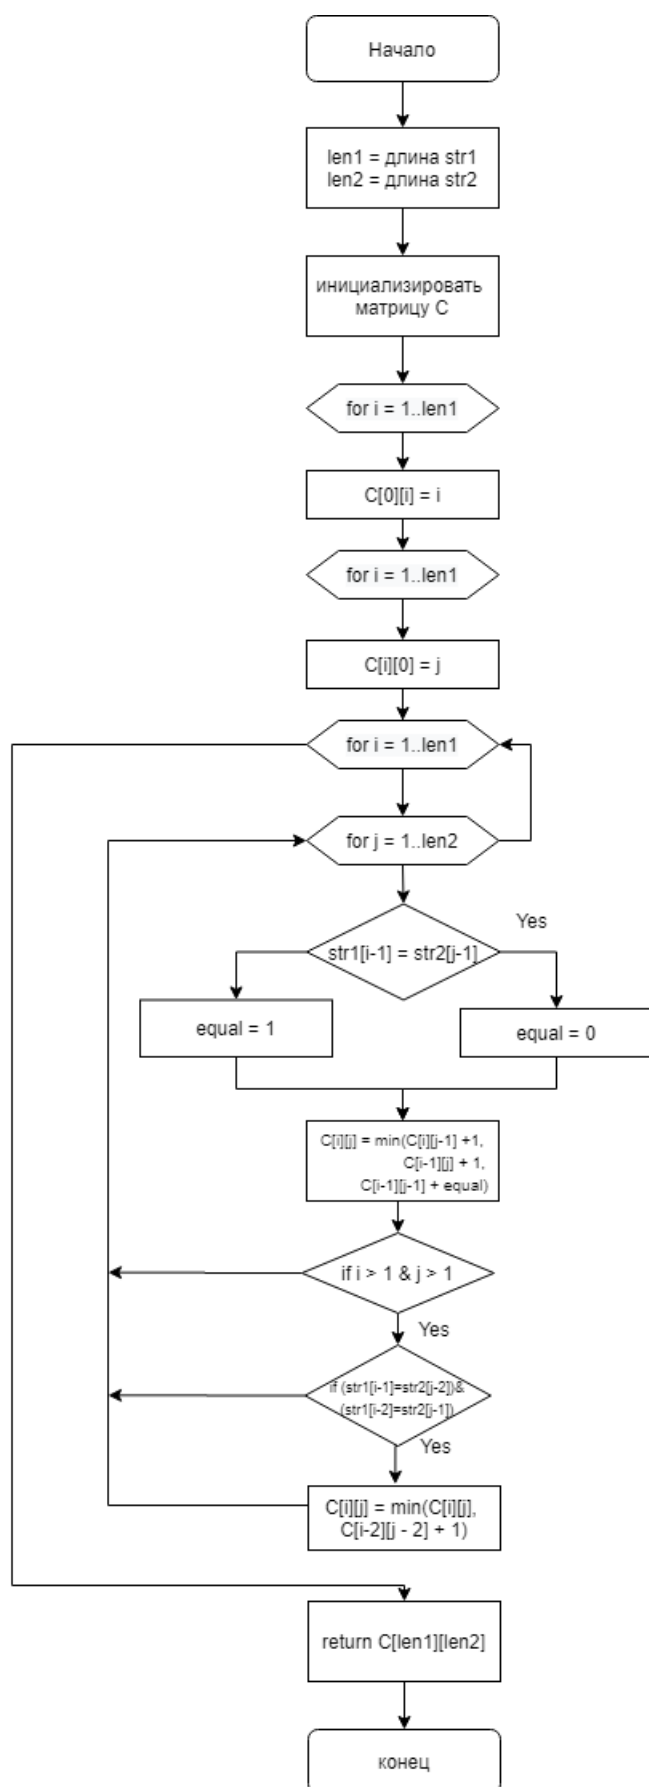 Начало
len1 = длина str1
len2 = длина str2
инициализировать
матрицу C
for i = 1..len1
C[0][i] = i
for i = 1..len1
C[i][0] = j
for i = 1..len1
for j = 1..len2
Yes
str1[i-1] = str2[j-1]
equal = 1
equal = 0
C[i][j] = min(C[i][j-1] +1,
C[i-1][j] + 1,
C[i-1][j-1] + equal)
if i > 1 & j > 1
Yes
if (str1[i-1]=str2[j-2])&
(str1[i-2]=str2[j-1])
Yes
C[i][j] = min(C[i][j],
C[i-2][j - 2] + 1)
return C[len1][len2]
конец